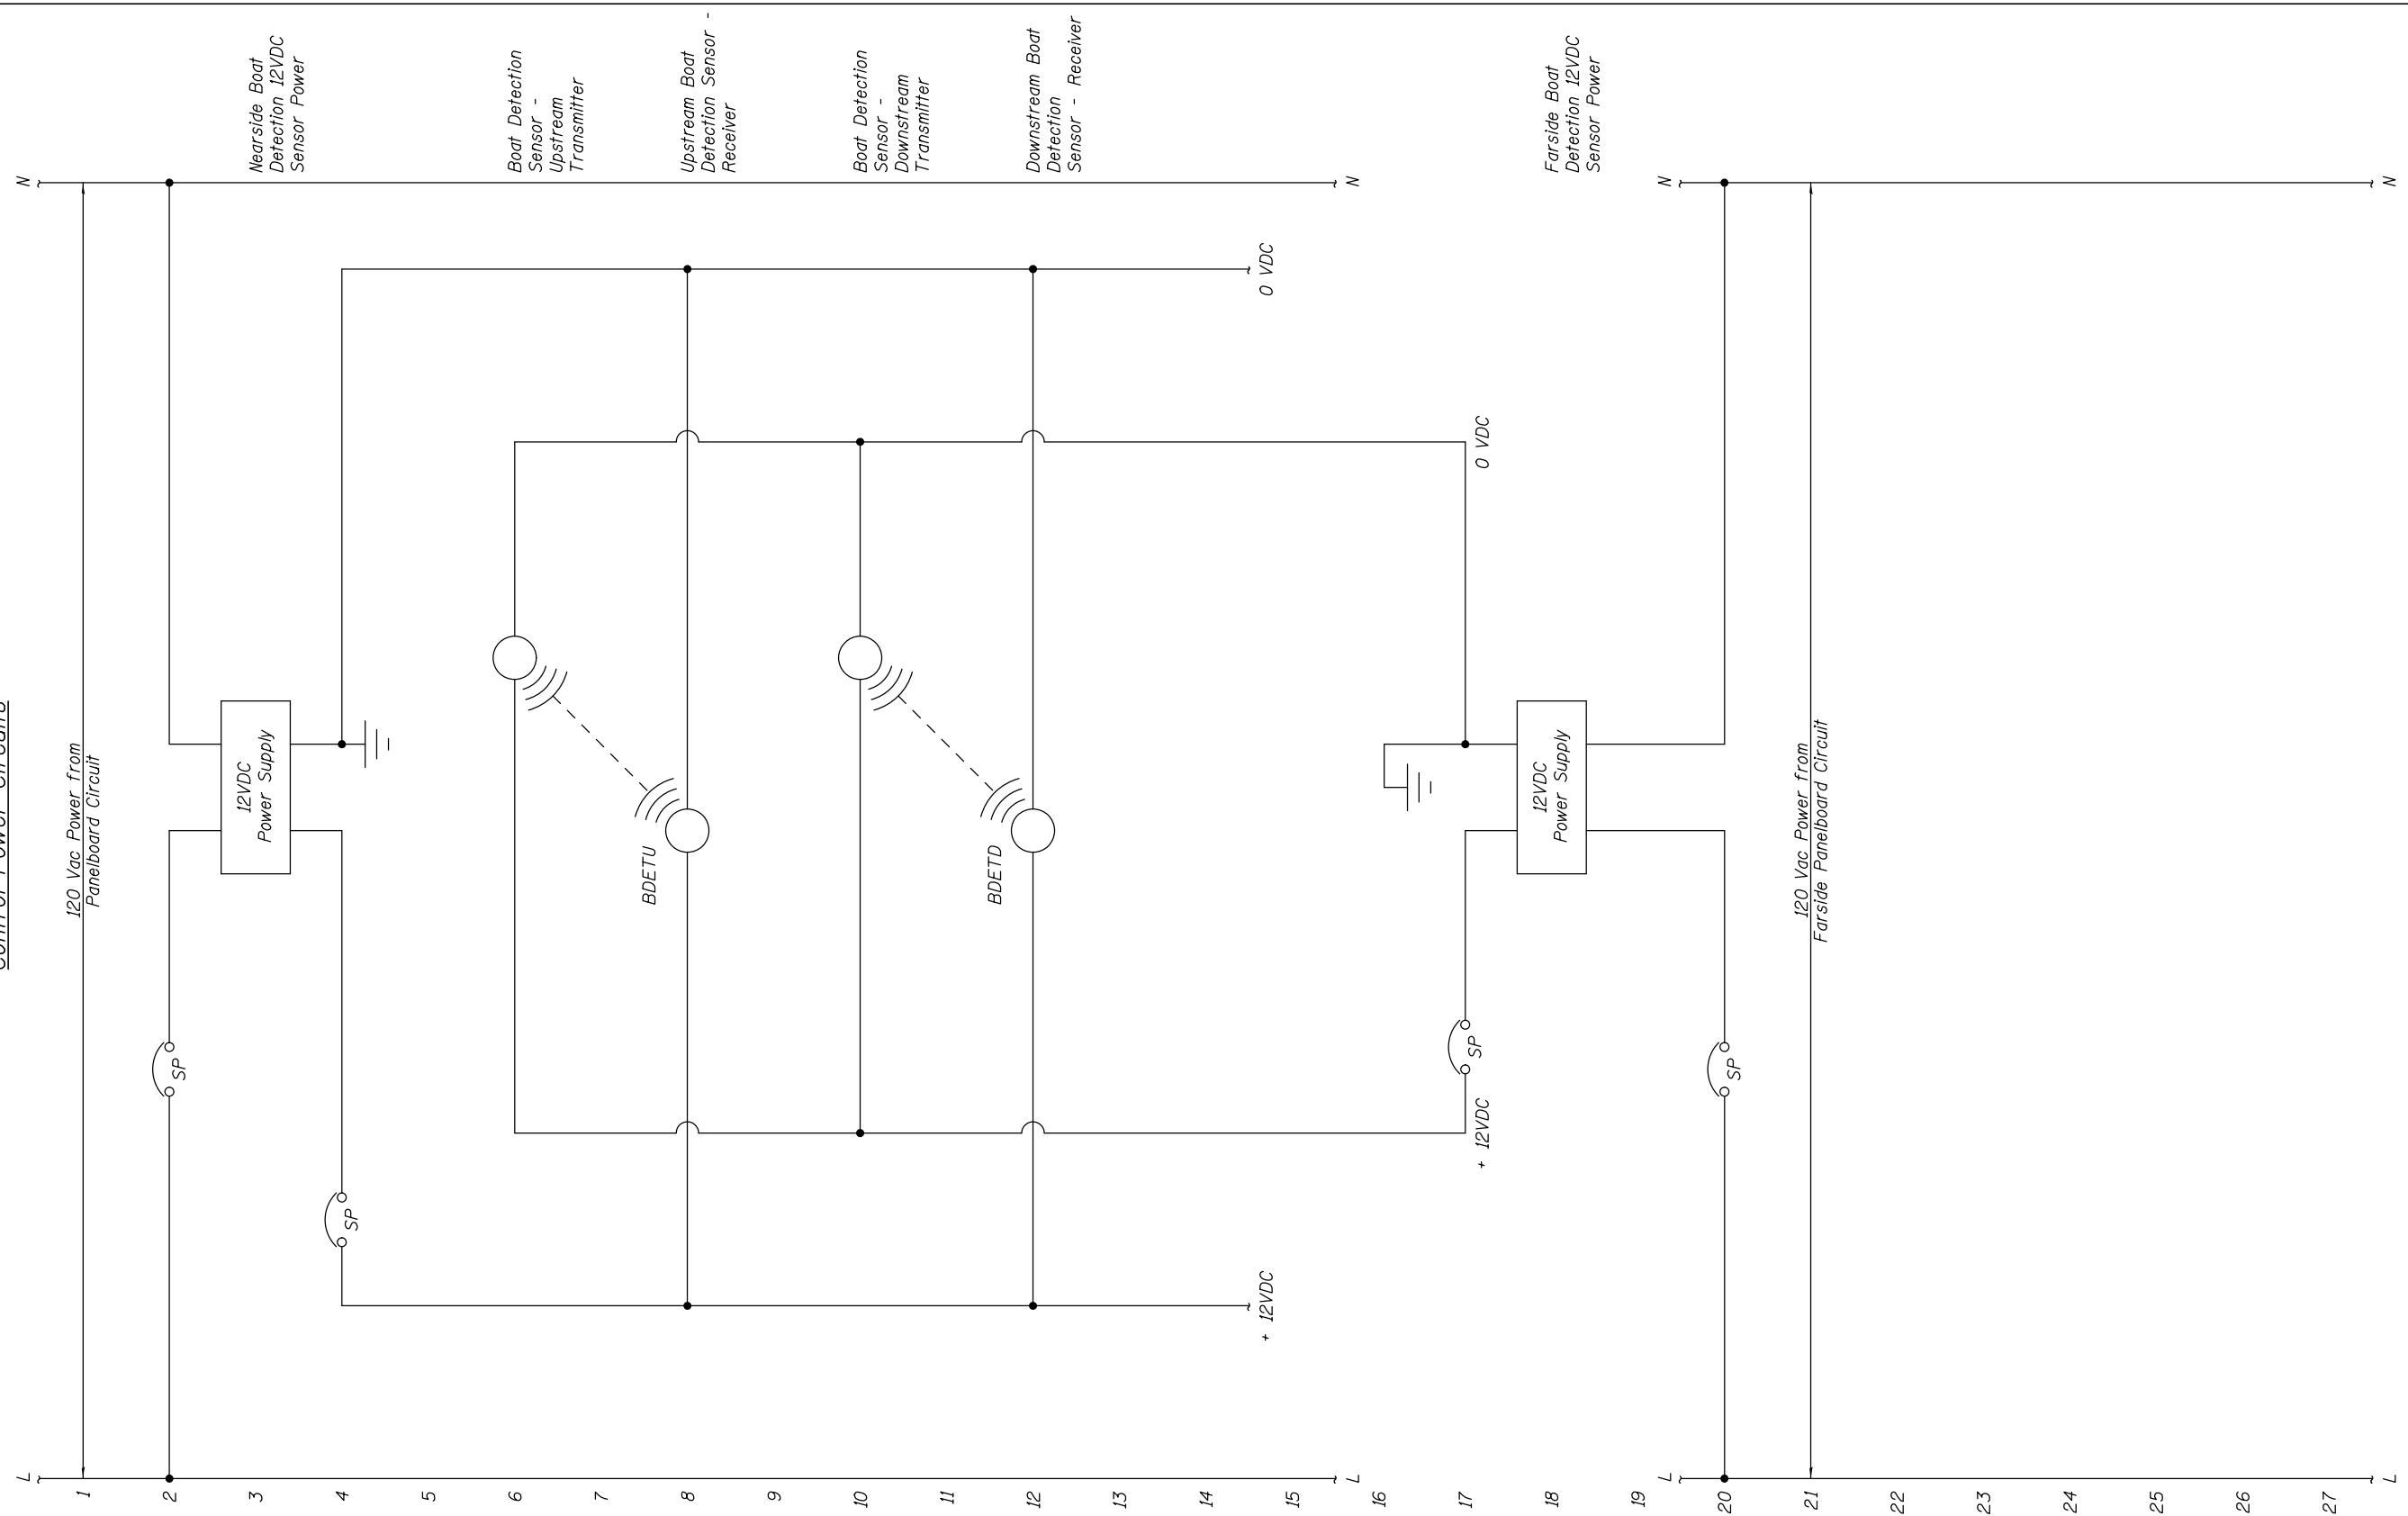 Control Power Circuits
L
N
1
120 Vac Power from
Panelboard Circuit
2
SP
3
12VDC
Power Supply
Nearside Boat
Detection 12VDC
Sensor Power
4
SP
5
6
Boat Detection
Sensor -
Upstream
Transmitter
7
BDETU
8
Upstream Boat
Detection Sensor -
Receiver
9
10
Boat Detection
Sensor -
Downstream
Transmitter
11
BDETD
12
Downstream Boat
Detection
Sensor - Receiver
13
14
+ 12VDC
0 VDC
15
L
N
16
17
SP
+ 12VDC
0 VDC
18
12VDC
Power Supply
Farside Boat
Detection 12VDC
Sensor Power
19
L
N
20
SP
21
120 Vac Power from
Farside Panelboard Circuit
22
23
24
25
26
27
L
N